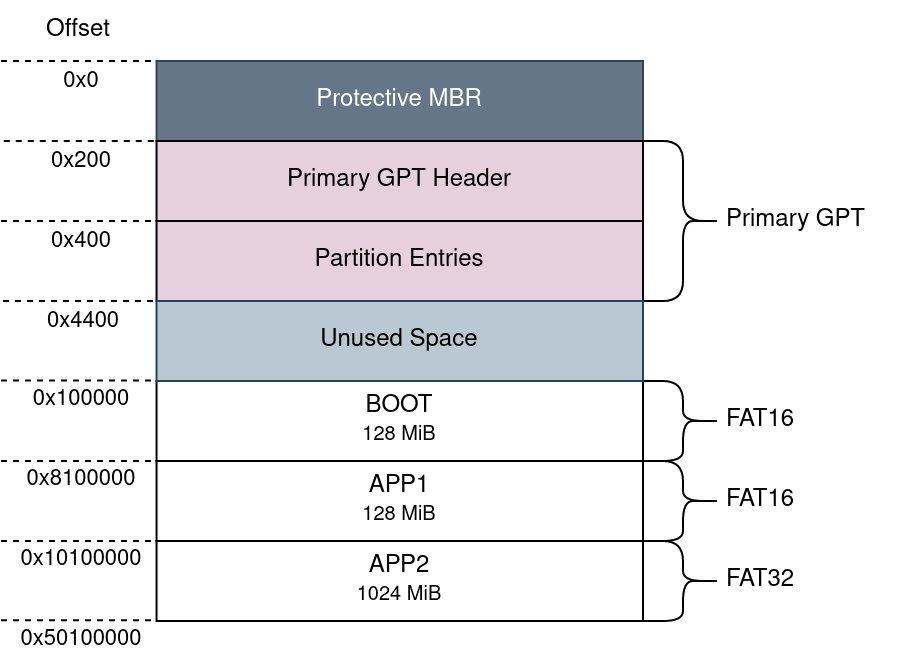 Offset
0x0
Protective MBR
0x200
Primary GPT Header
Primary GPT
0x400
Partition Entries
0x4400
Unused Space
0x100000
BOOT
128 MiB
FAT16
0x8100000
APP1
128 MiB
FAT16
0x10100000
APP2
1024 MiB
FAT32
0x50100000